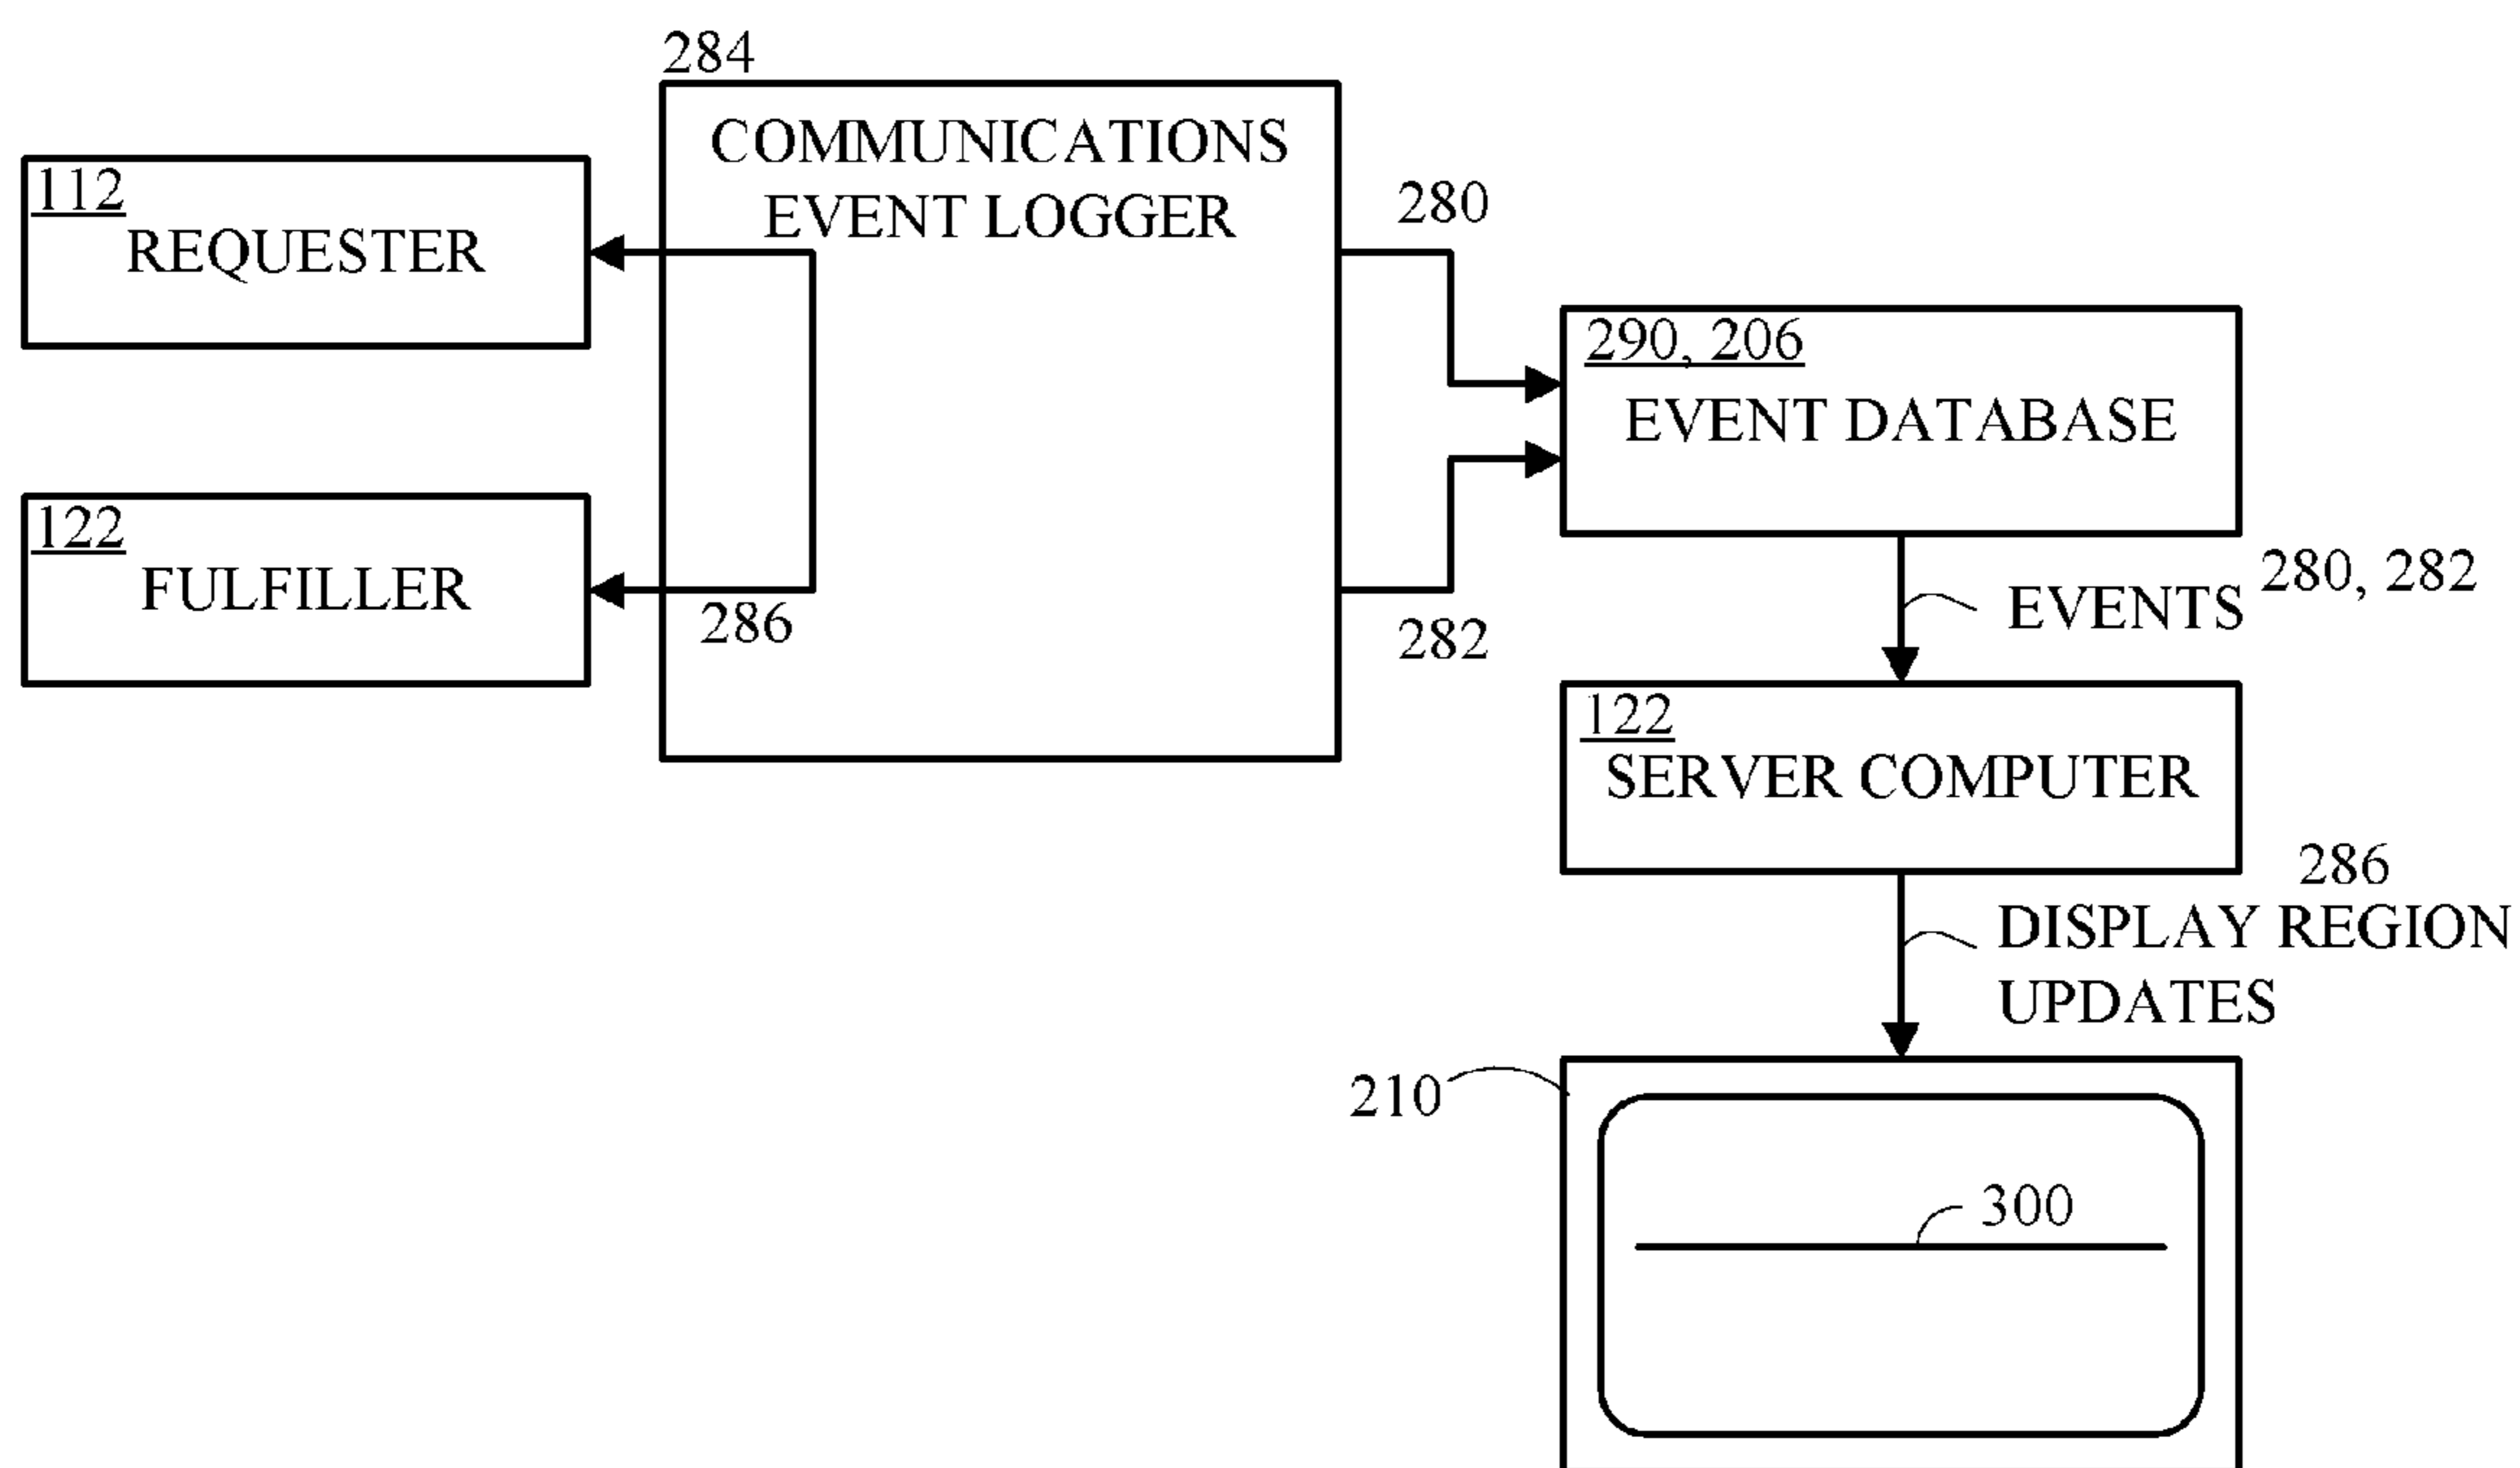 284
COMMUNICATIONS
EVENT LOGGER
112
REQUESTER
280
290, 206
EVENT DATABASE
122
FULFILLER
286
282
EVENTS
280, 282
122
SERVER COMPUTER
286
DISPLAY REGION
UPDATES
210
300